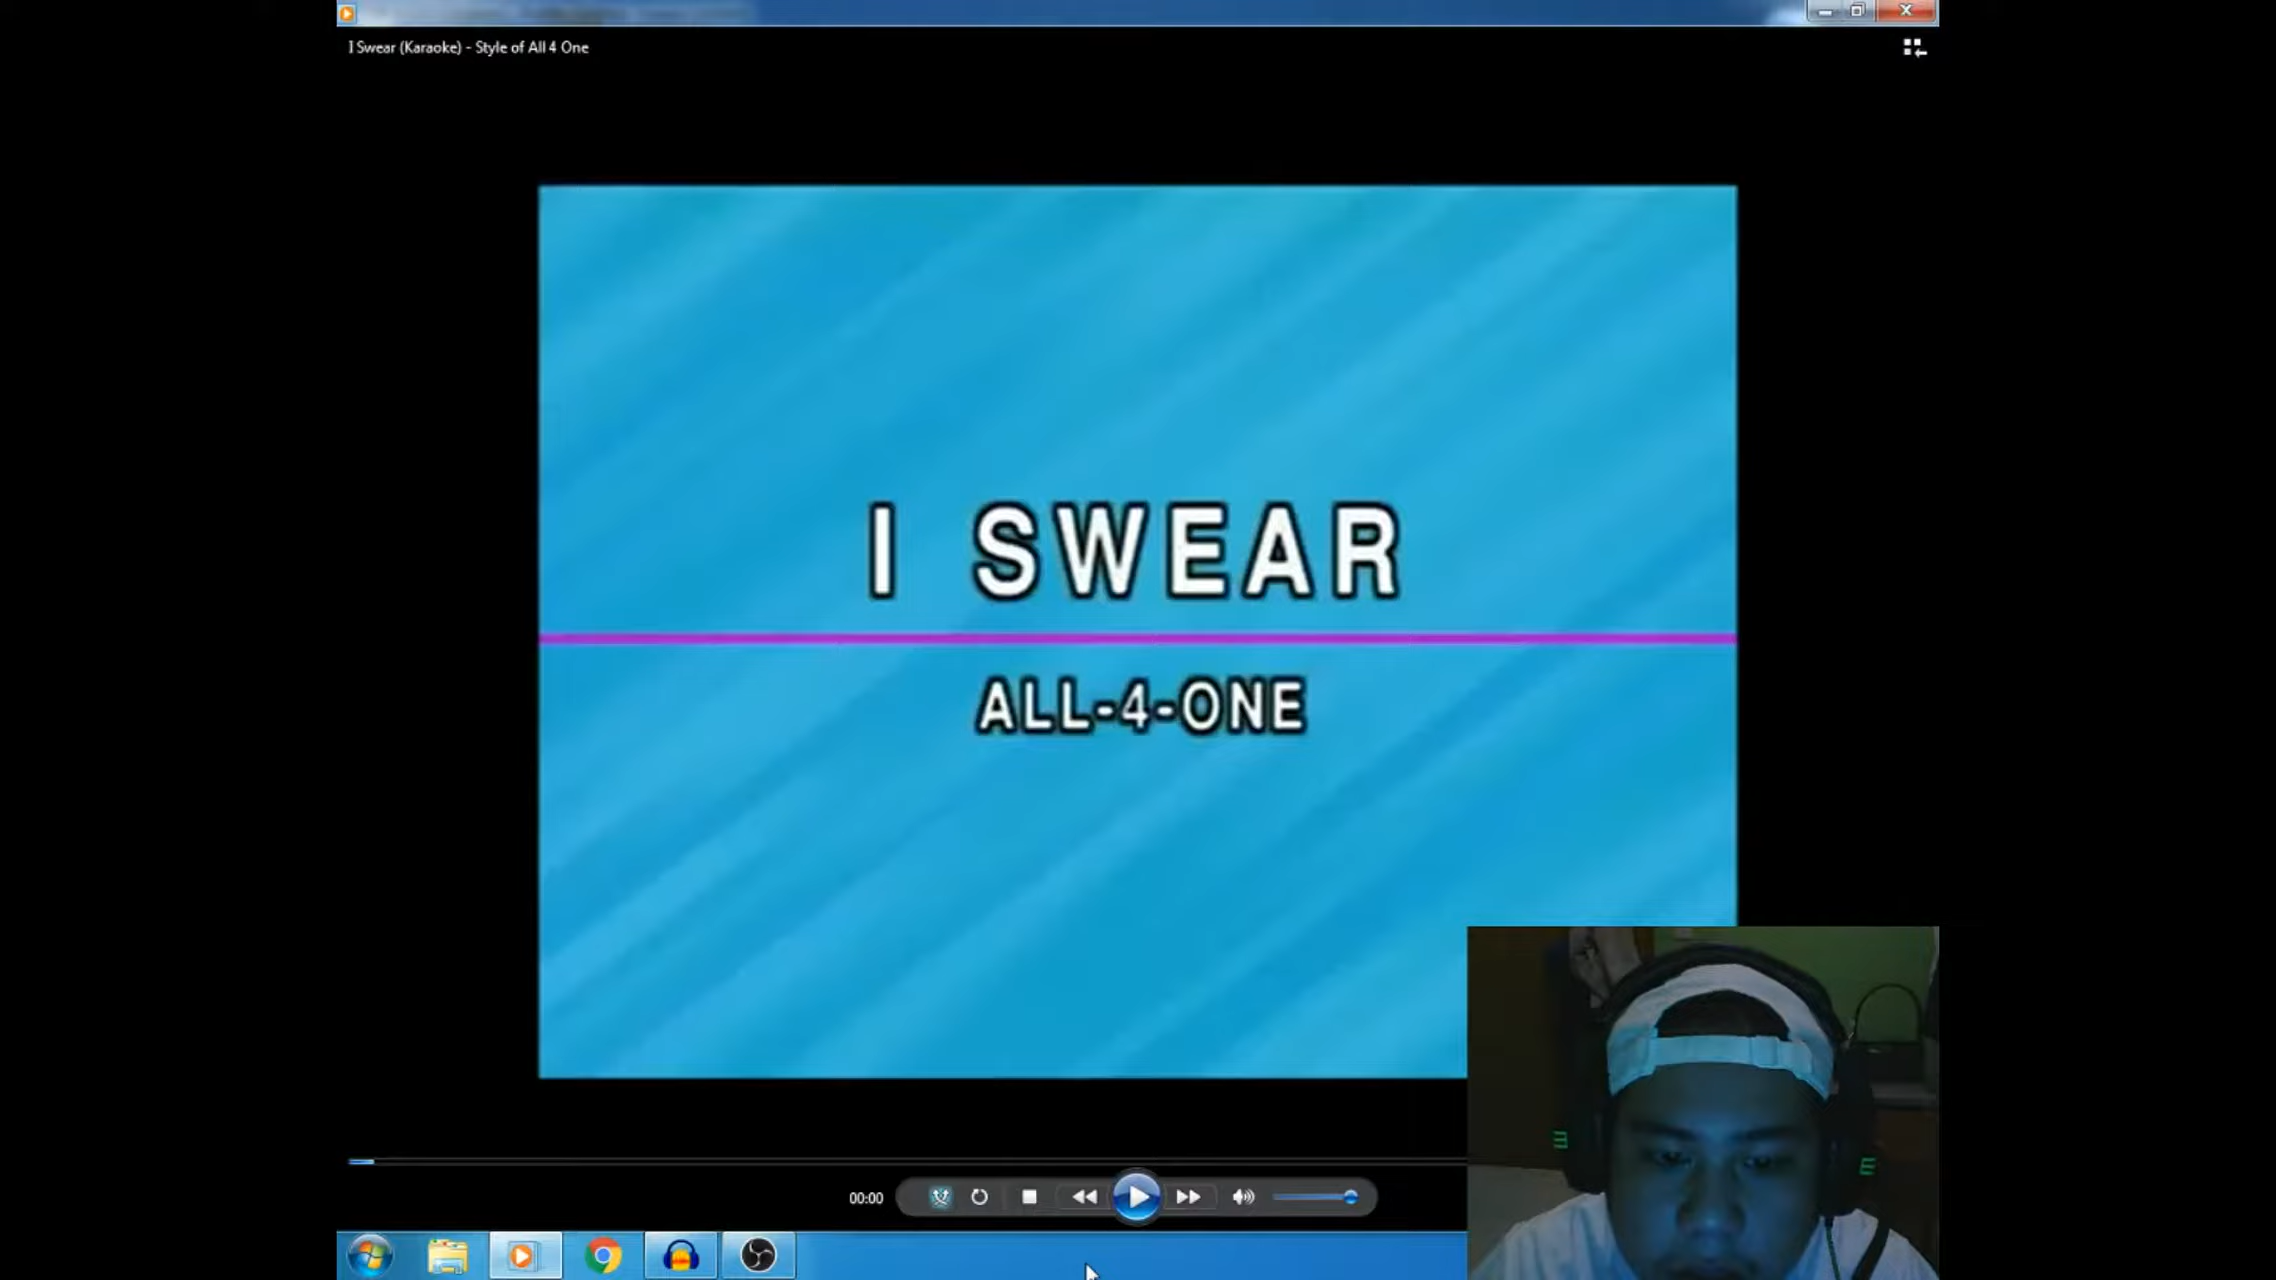 I Swear (Karaoke) - Style of All 4 One
I SWEAR
ALL-4-ONE
00:00